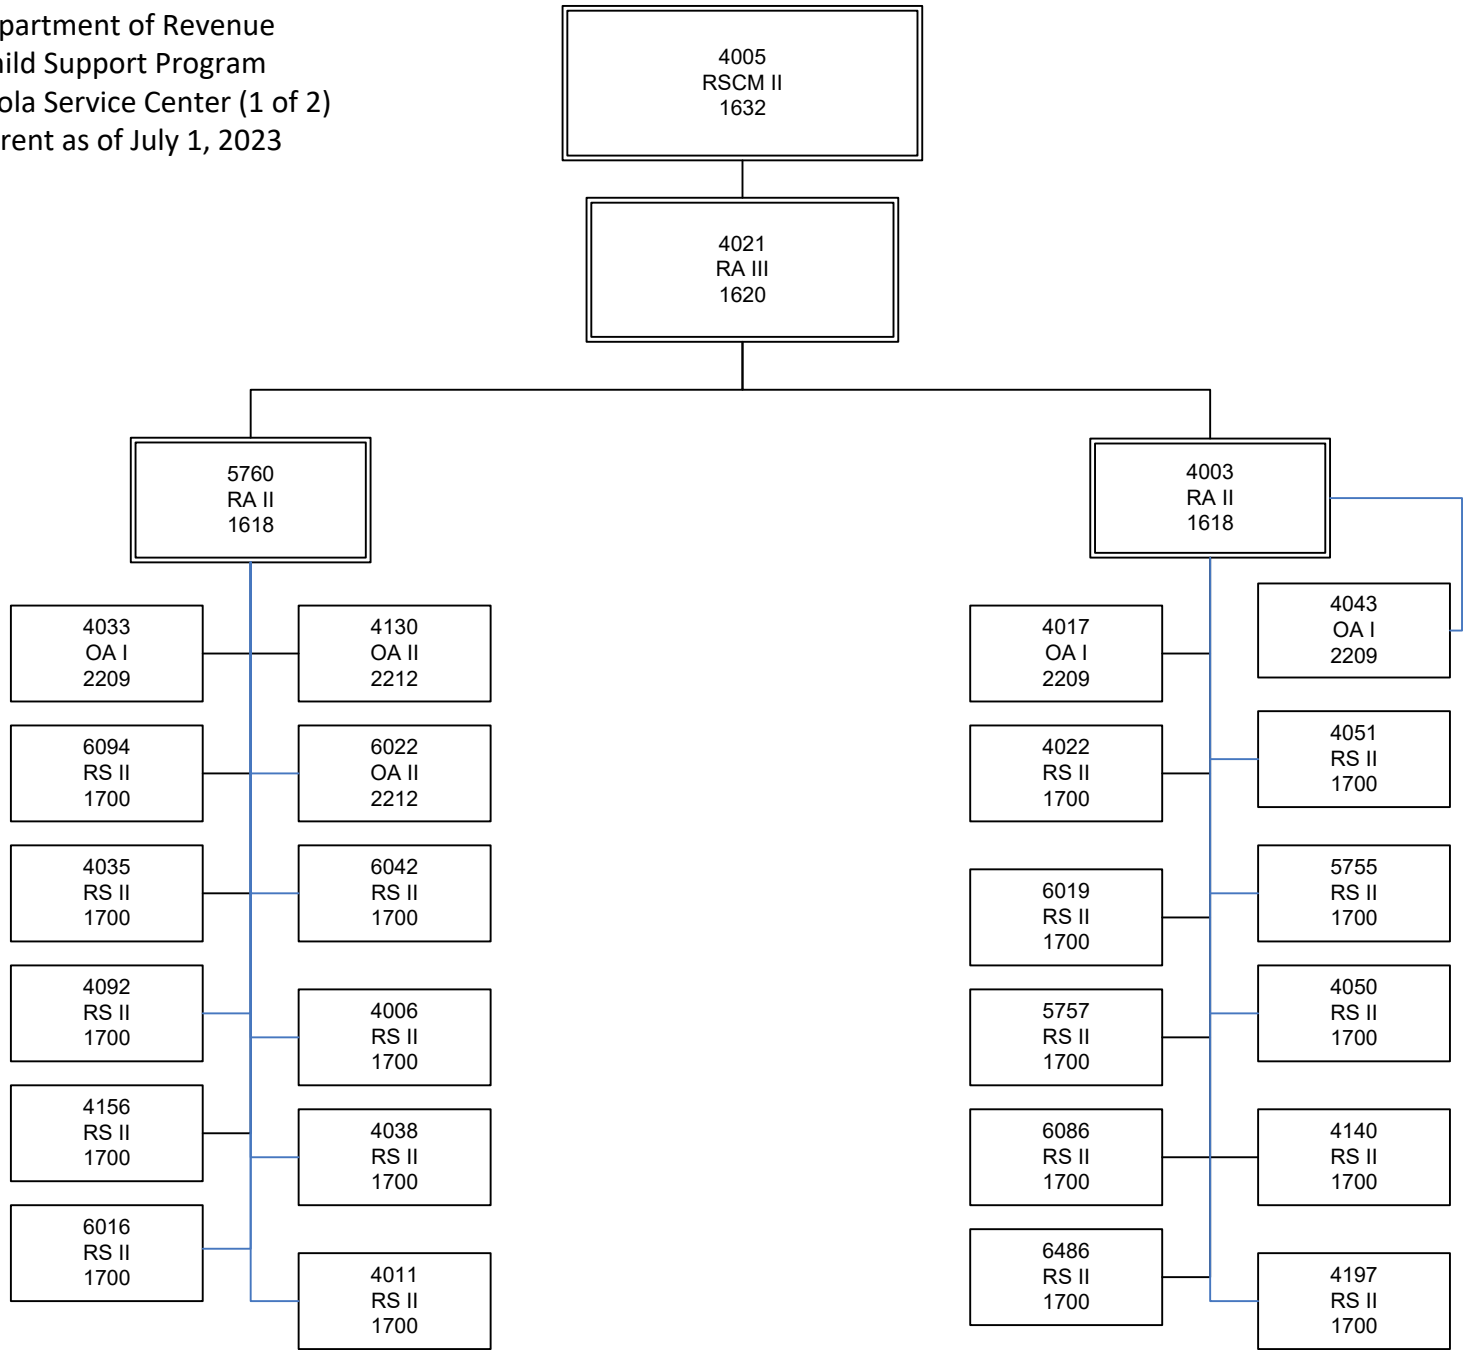 partment of Revenue
ild Support Program
ola Service Center (1 of 2)
rent as of July 1, 2023
4005
RSCM II
1632
4021
RA III
1620
5760
RA II
1618
4003
RA II
1618
4033
OA I
2209
4130
OA II
2212
6094
RS II
1700
6022
OA II
2212
4035
RS II
1700
6042
RS II
1700
4092
RS II
1700
4006
RS II
1700
4156
RS II
1700
4038
RS II
1700
6016
RS II
1700
4011
RS II
1700
4017
OA I
2209
4043
OA I
2209
4022
RS II
1700
4051
RS II
1700
6019
RS II
1700
5755
RS II
1700
5757
RS II
1700
4050
RS II
1700
6086
RS II
1700
4140
RS II
1700
6486
RS II
1700
4197
RS II
1700